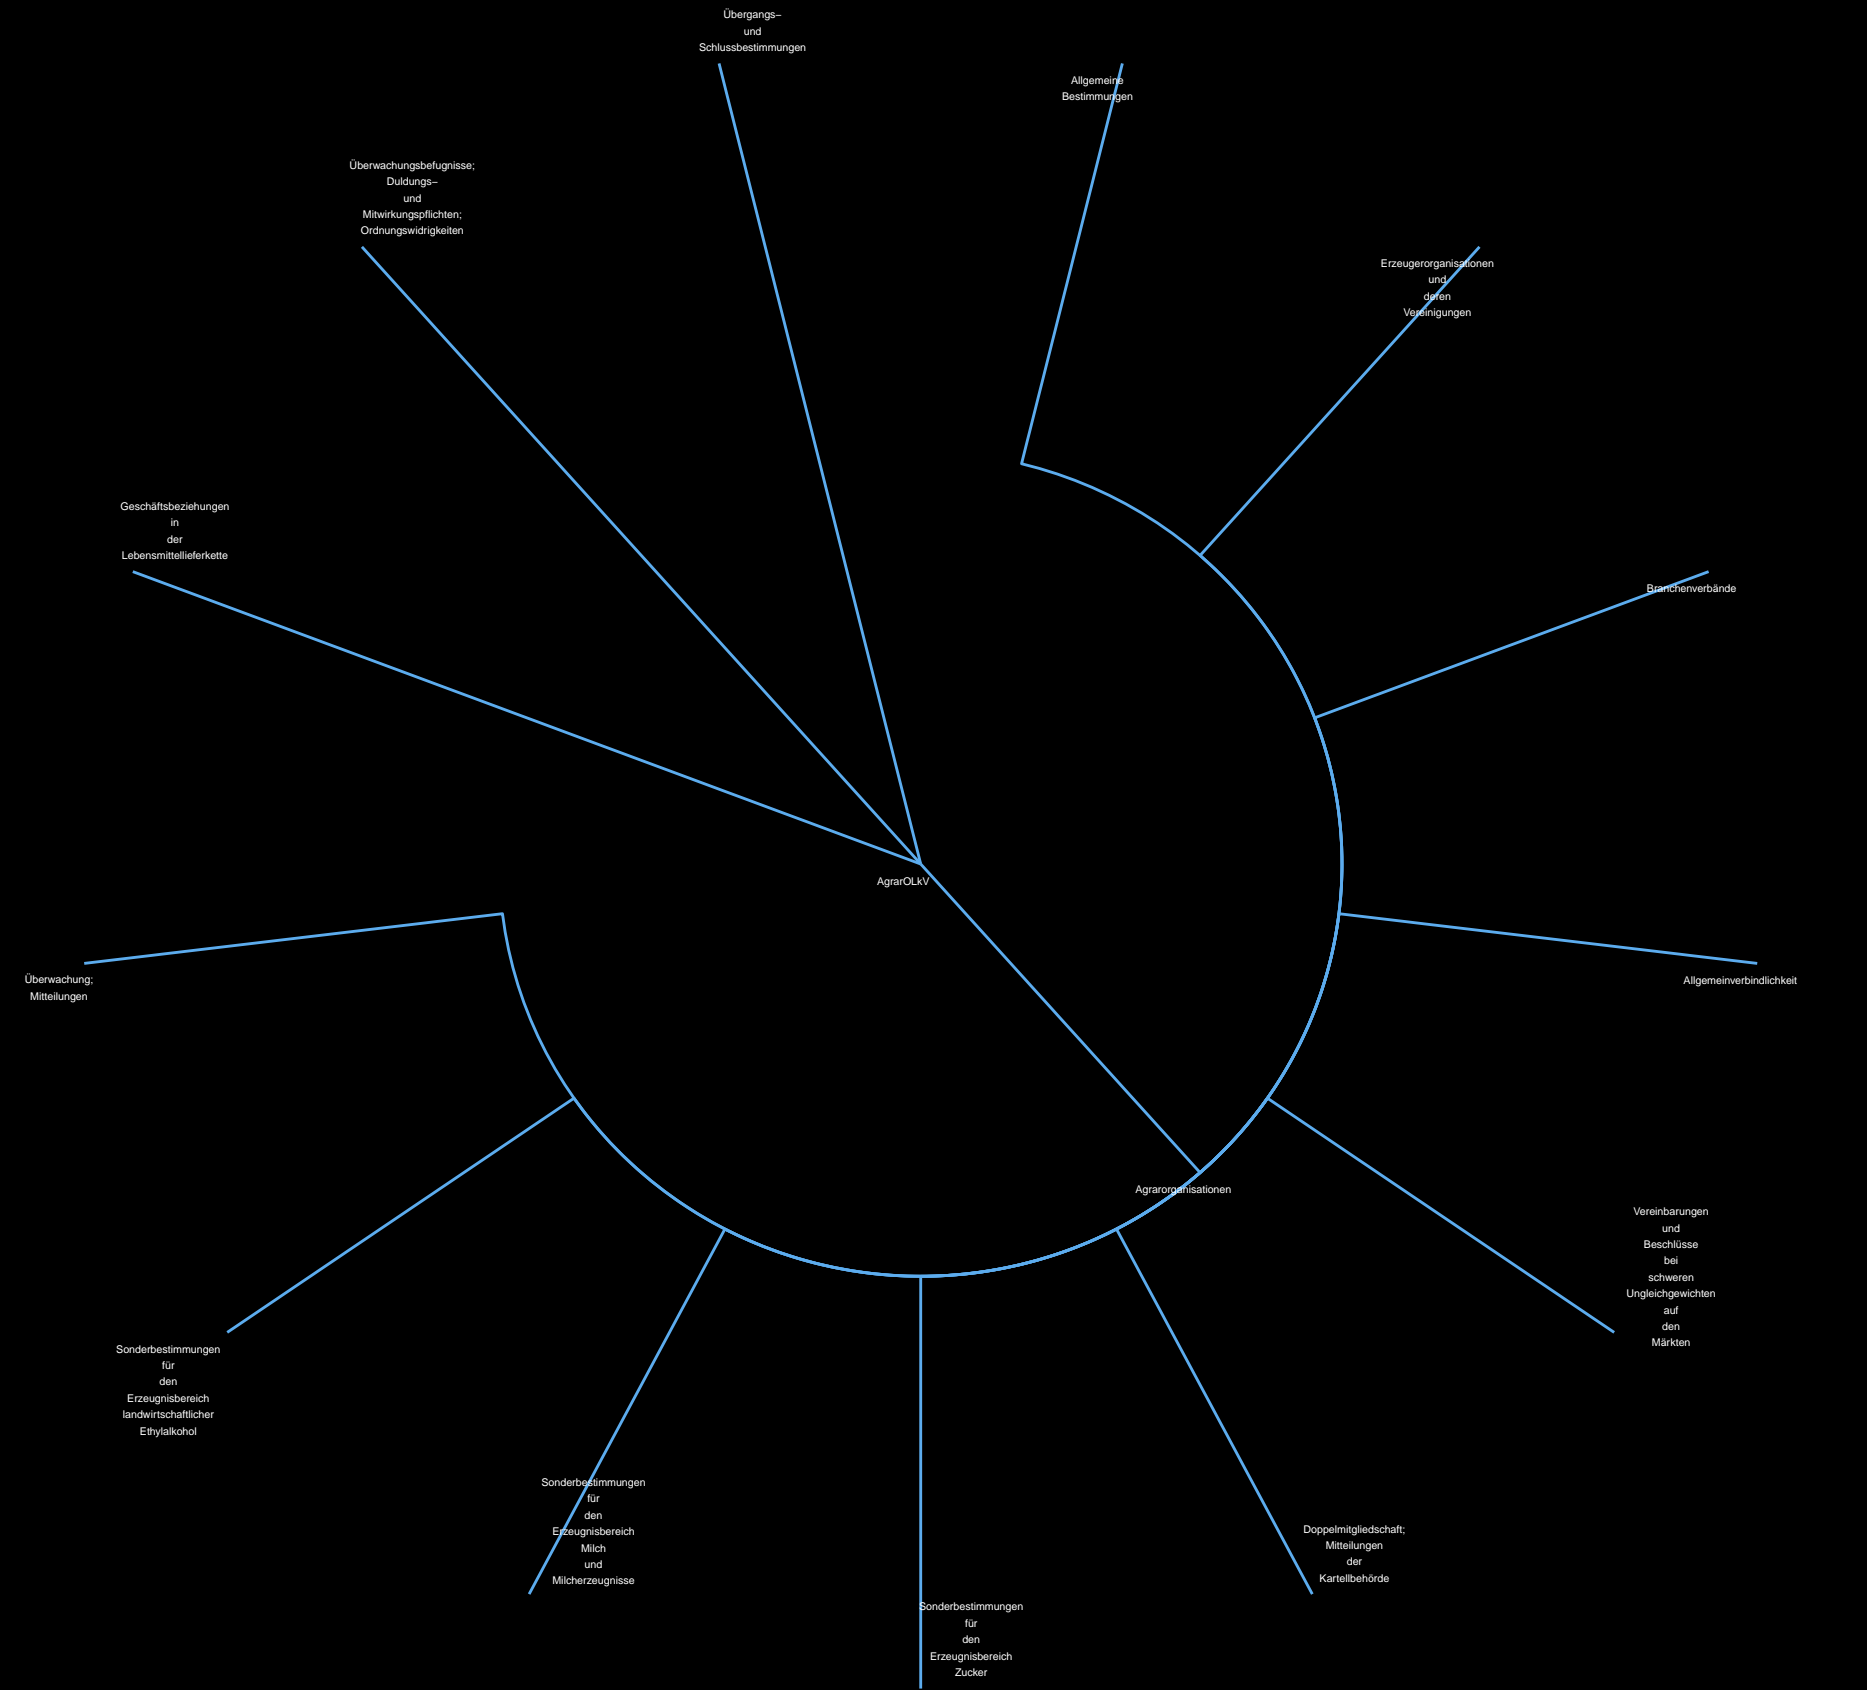 Übergangs–
und
Schlussbestimmungen
Allgemeine
Bestimmungen
Überwachungsbefugnisse;
Duldungs–
und
Mitwirkungspflichten;
Ordnungswidrigkeiten
Erzeugerorganisationen
und
deren
Vereinigungen
Geschäftsbeziehungen
in
der
Lebensmittellieferkette
Branchenverbände
AgrarOLkV
Überwachung;
Mitteilungen
Allgemeinverbindlichkeit
Agrarorganisationen
Vereinbarungen
und
Beschlüsse
bei
schweren
Ungleichgewichten
auf
den
Märkten
Sonderbestimmungen
für
den
Erzeugnisbereich
landwirtschaftlicher
Ethylalkohol
Sonderbestimmungen
für
den
Erzeugnisbereich
Milch
und
Milcherzeugnisse
Doppelmitgliedschaft;
Mitteilungen
der
Kartellbehörde
Sonderbestimmungen
für
den
Erzeugnisbereich
Zucker